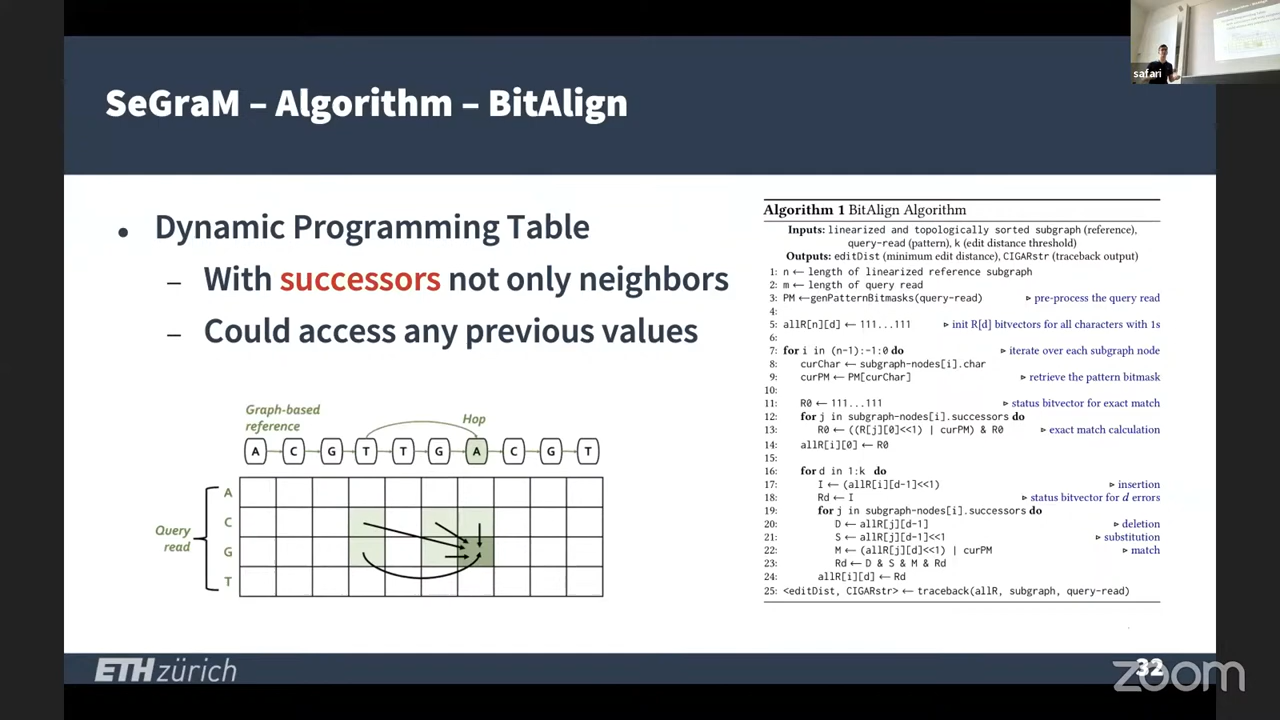 SeGraM – Algorithm – BitAlign
safari
• Dynamic Programming Table
– With successors not only neighbors
– Could access any previous values
Graph-based
reference
Hop
A C G T T G A C G T
Query
read
A
C
G
T
Algorithm 1 BitAlign Algorithm
Inputs: linearized and topologically sorted subgraph (reference),
query-read (pattern), k (edit distance threshold)
Outputs: editDist (minimum edit distance), CIGARstr (traceback output)
1: n ← length of linearized reference subgraph
2: m ← length of query read
3: PM ←genPatternBitmasks(query-read) ▹ pre-process the query read
4:
5: allR[n][d] ← 111...111 ▹ init R[d] bitvectors for all characters with 1s
6:
7: for i in (n-1):-1:0 do ▹ iterate over each subgraph node
8: curChar ← subgraph-nodes[i].char
9: curPM ← PM[curChar] ▹ retrieve the pattern bitmask
10:
11: R0 ← 111...111 ▹ status bitvector for exact match
12: for j in subgraph-nodes[i].successors do
13: R0 ← ((R[j][0]<<1) | curPM) & R0 ▹ exact match calculation
14: allR[i][0] ← R0
15:
16: for d in 1:k do
17: I ← (allR[i][d-1]<<1) ▹ insertion
18: Rd ← I ▹ status bitvector for d errors
19: for j in subgraph-nodes[i].successors do
20: D ← allR[j][d-1] ▹ deletion
21: S ← allR[j][d-1]<<1 ▹ substitution
22: M ← (allR[j][d]<<1) | curPM ▹ match
23: Rd ← D & S & M & Rd
24: allR[i][d] ← Rd
25: <editDist, CIGARstr> ← traceback(allR, subgraph, query-read)
ETH zürich
32
zoom